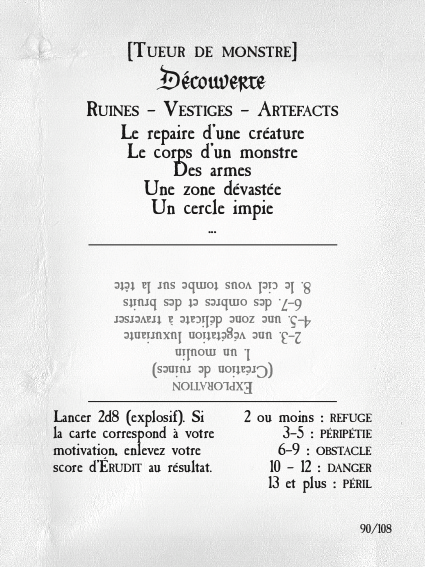 [Tueur de monstre]
Découverte
Ruines – Vestiges – Artefacts
Le repaire d'une créature
Le corps d'un monstre
Des armes
Une zone dévastée
Un cercle impie
...
Exploration
(Création de ruines)
1. un moulin
2-3. une végétation luxuriante
4-5. une zone délicate à traverser
6-7. des ombres et des bruits
8. le ciel vous tombe sur la tête
Lancer 2d8 (explosif). Si
la carte correspond à votre
motivation, enlevez votre
score d'Érudit au résultat.
2 ou moins : refuge
3-5 : péripétie
6-9 : obstacle
10 – 12 : danger
13 et plus : péril
90/108